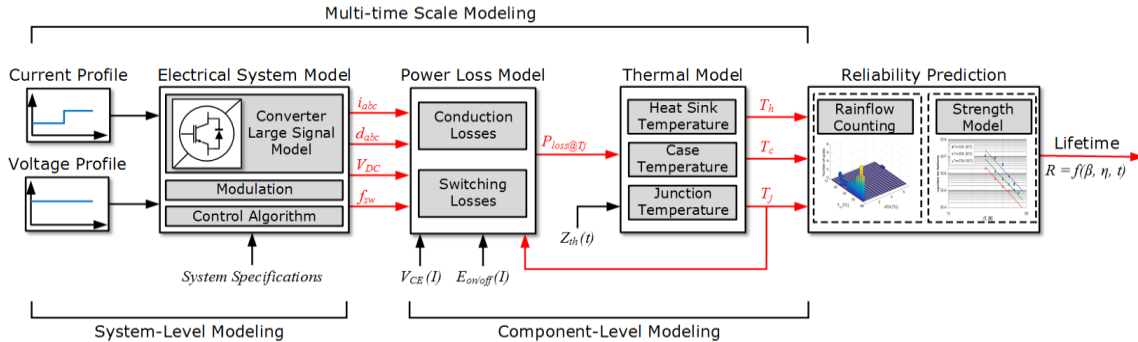 Multi-time Scale Modeling
Current Profile
Electrical System Model
Power Loss Model
Thermal Model
Reliability Prediction
Converter
Large Signal
Model
Modulation
Control Algorithm
Voltage Profile
System Specifications
i_abc
d_abc
V_DC
f_sw
Conduction
Losses
Switching
Losses
V_CE(I)
E_on/off(I)
P_loss@Tj
Z_th(t)
Heat Sink
Temperature
Case
Temperature
Junction
Temperature
T_h
T_c
T_j
Rainflow
Counting
Strength
Model
Lifetime
R = f(β, η, t)
System-Level Modeling
Component-Level Modeling